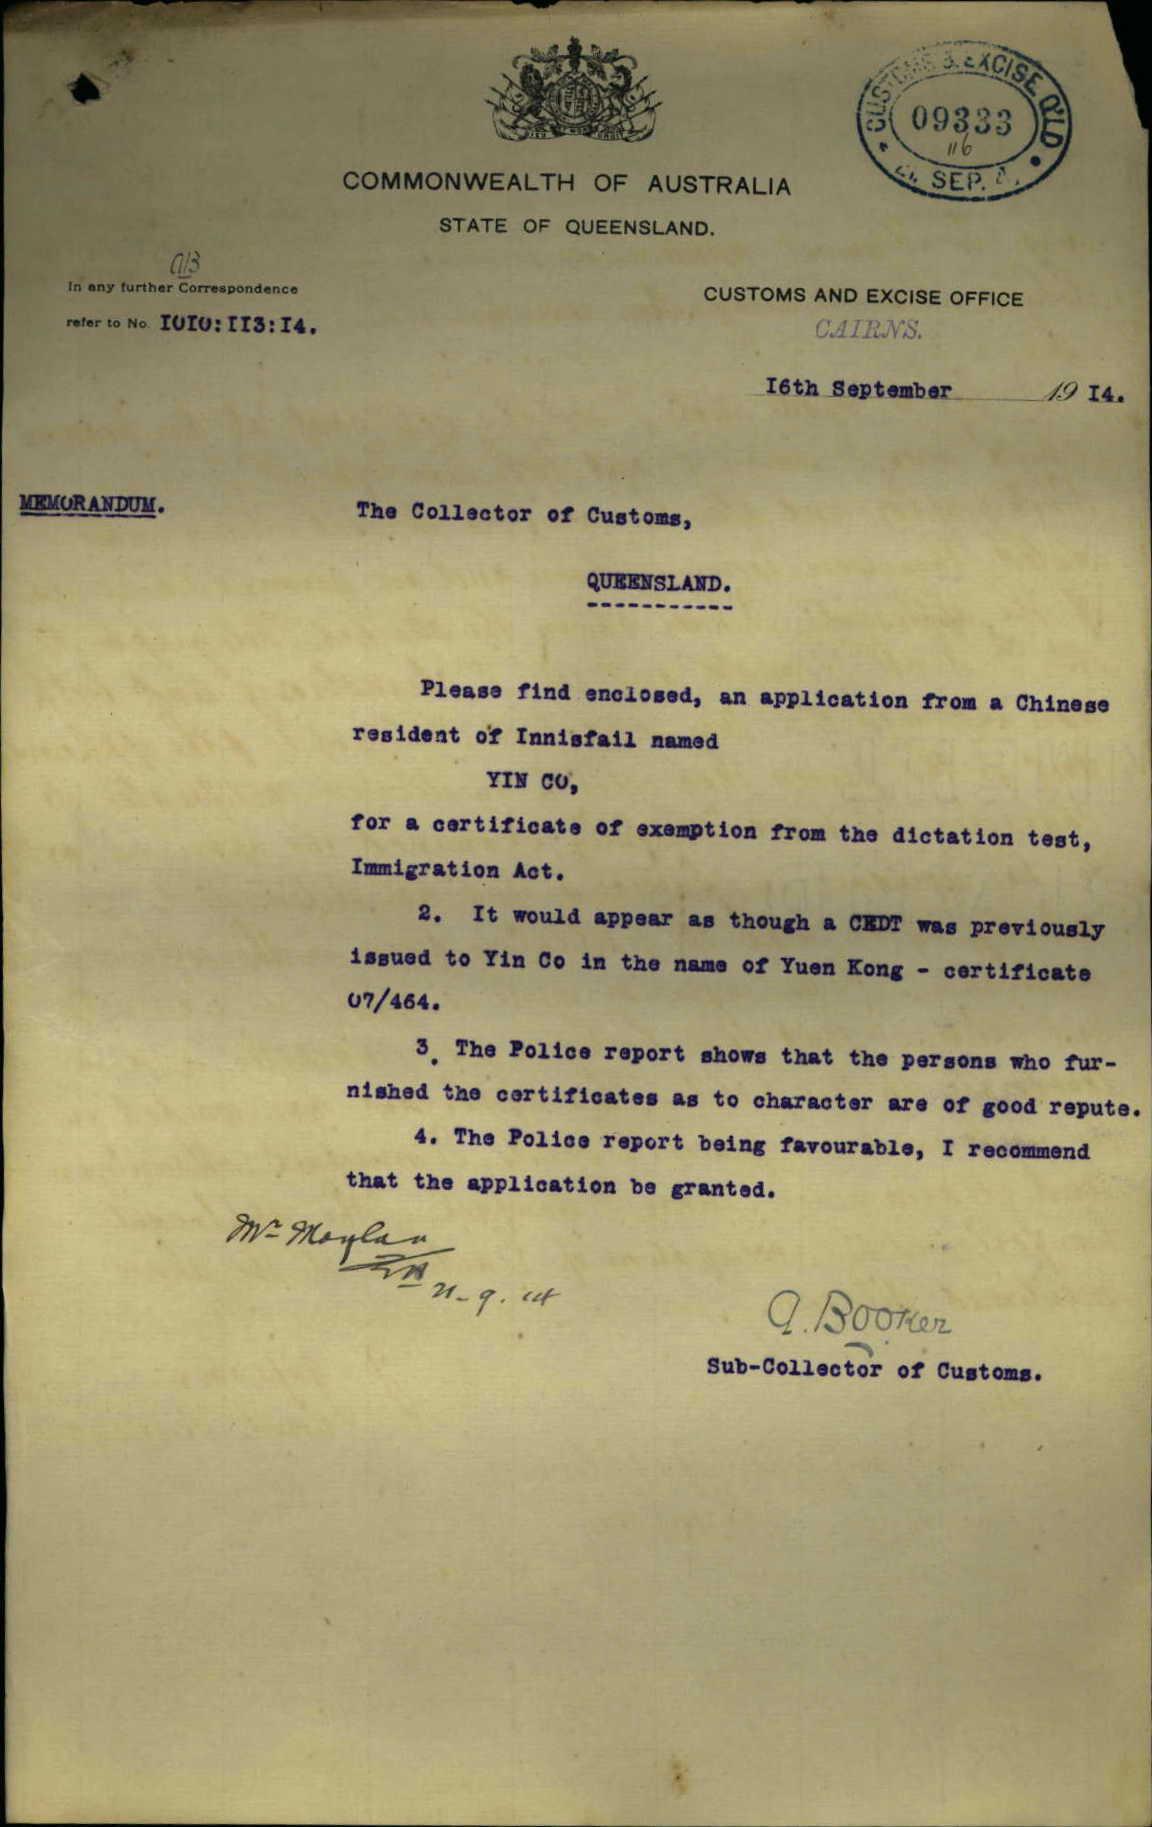 CUSTOMS & EXCISE Q'LD
09333
116
SEP.
COMMONWEALTH OF AUSTRALIA
STATE OF QUEENSLAND.
AB
In any further Correspondence
refer to No. IOIO:II3:I4.
CUSTOMS AND EXCISE OFFICE
CAIRNS.
I6th September 19 I4.
MEMORANDUM.
The Collector of Customs,
QUEENSLAND.
-----------
Please find enclosed, an application from a Chinese
resident of Innisfail named
YIN CO,
for a certificate of exemption from the dictation test,
Immigration Act.
2. It would appear as though a CEDT was previously
issued to Yin Co in the name of Yuen Kong - certificate
07/464.
3. The Police report shows that the persons who fur-
nished the certificates as to character are of good repute.
4. The Police report being favourable, I recommend
that the application be granted.
Mr Moylan
21-9.14
A. Booker
Sub-Collector of Customs.